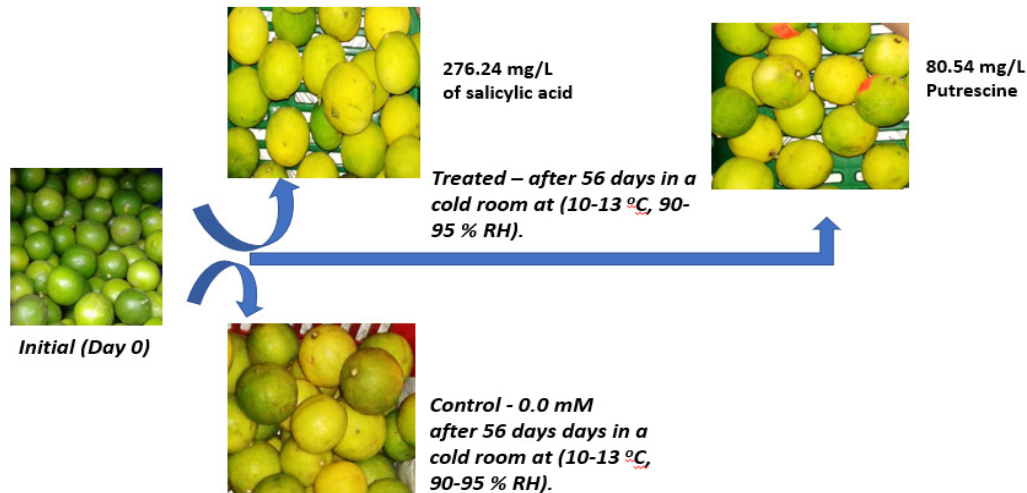 276.24 mg/L
of salicylic acid
80.54 mg/L
Putrescine
Treated – after 56 days in a
cold room at (10-13 ºC, 90-
95 % RH).
Initial (Day 0)
Control - 0.0 mM
after 56 days days in a
cold room at (10-13 ºC,
90-95 % RH).